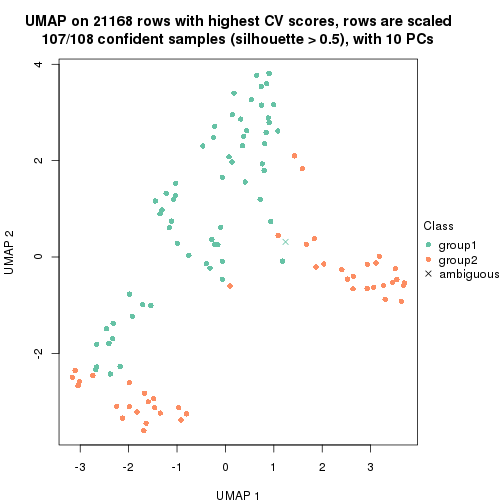 UMAP on 21168 rows with highest CV scores, rows are scaled
107/108 confident samples (silhouette > 0.5), with 10 PCs
4
2
0
-2
UMAP 2
-3
-2
-1
0
1
2
3
UMAP 1
Class
group1
group2
ambiguous